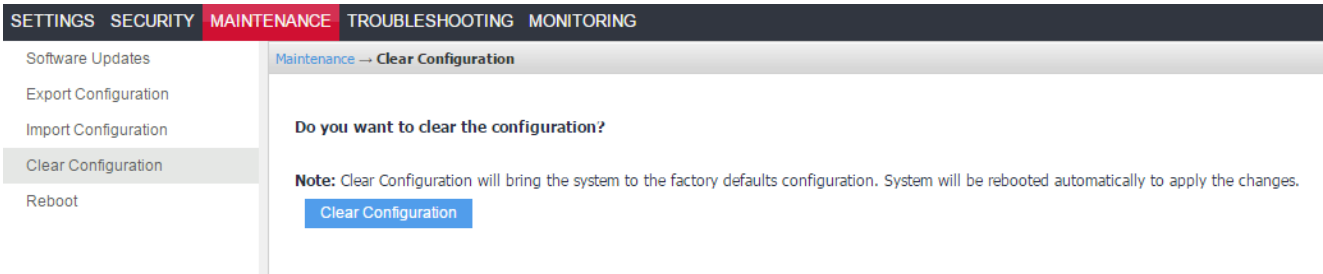 SETTINGS SECURITY MAINTENANCE TROUBLESHOOTING MONITORING
Software Updates
Export Configuration
Import Configuration
Clear Configuration
Reboot
Maintenance → Clear Configuration
Do you want to clear the configuration?
Note: Clear Configuration will bring the system to the factory defaults configuration. System will be rebooted automatically to apply the changes.
Clear Configuration